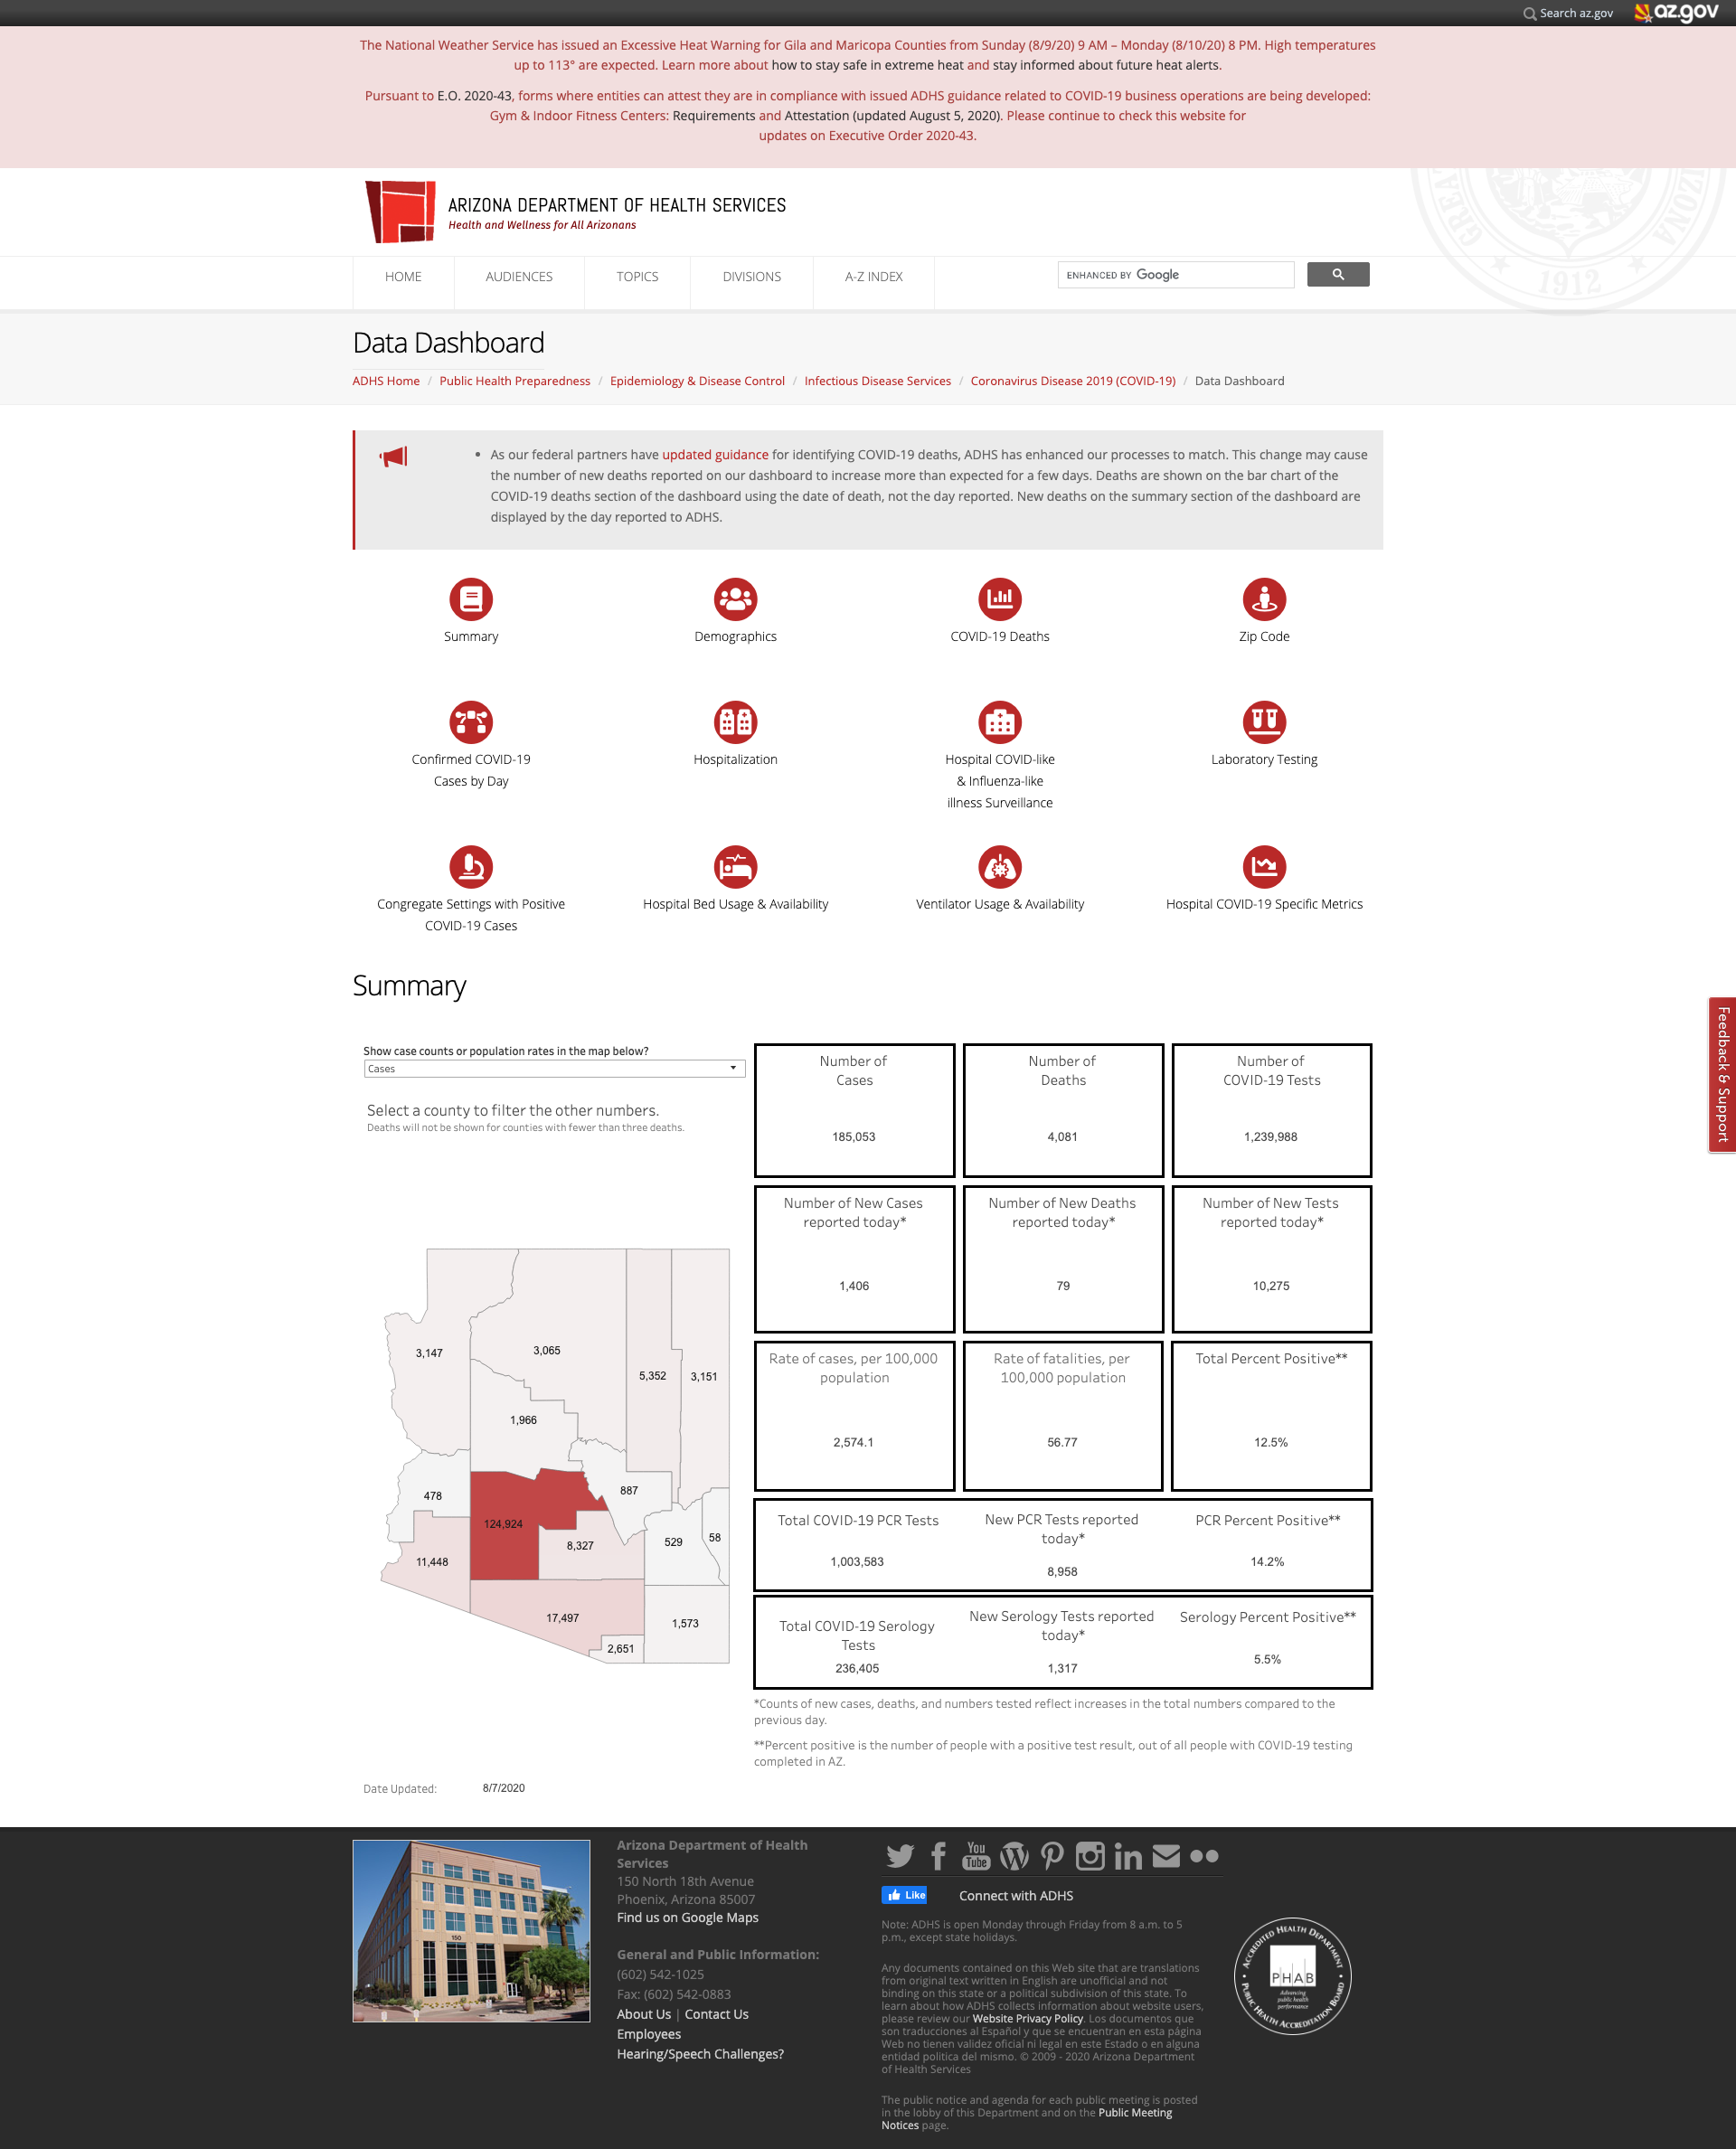 Search az.gov
az.gov
The National Weather Service has issued an Excessive Heat Warning for Gila and Maricopa Counties from Sunday (8/9/20) 9 AM – Monday (8/10/20) 8 PM. High temperatures
up to 113° are expected. Learn more about how to stay safe in extreme heat and stay informed about future heat alerts.
Pursuant to E.O. 2020-43, forms where entities can attest they are in compliance with issued ADHS guidance related to COVID-19 business operations are being developed:
Gym & Indoor Fitness Centers: Requirements and Attestation (updated August 5, 2020). Please continue to check this website for
updates on Executive Order 2020-43.
ARIZONA DEPARTMENT OF HEALTH SERVICES
Health and Wellness for All Arizonans
1912
HOME
AUDIENCES
TOPICS
DIVISIONS
A-Z INDEX
ENHANCED BY Google
Data Dashboard
ADHS Home / Public Health Preparedness / Epidemiology & Disease Control / Infectious Disease Services / Coronavirus Disease 2019 (COVID-19) / Data Dashboard
• As our federal partners have updated guidance for identifying COVID-19 deaths, ADHS has enhanced our processes to match. This change may cause
the number of new deaths reported on our dashboard to increase more than expected for a few days. Deaths are shown on the bar chart of the
COVID-19 deaths section of the dashboard using the date of death, not the day reported. New deaths on the summary section of the dashboard are
displayed by the day reported to ADHS.
Summary
Demographics
COVID-19 Deaths
Zip Code
Confirmed COVID-19
Cases by Day
Hospitalization
Hospital COVID-like
& Influenza-like
illness Surveillance
Laboratory Testing
Congregate Settings with Positive
COVID-19 Cases
Hospital Bed Usage & Availability
Ventilator Usage & Availability
Hospital COVID-19 Specific Metrics
Summary
Feedback & Support
Show case counts or population rates in the map below?
Cases
Select a county to filter the other numbers.
Deaths will not be shown for counties with fewer than three deaths.
3,147
3,065
5,352
3,151
1,966
478
887
124,924
529
58
8,327
11,448
17,497
1,573
2,651
Number of
Cases
185,053
Number of
Deaths
4,081
Number of
COVID-19 Tests
1,239,988
Number of New Cases
reported today*
1,406
Number of New Deaths
reported today*
79
Number of New Tests
reported today*
10,275
Rate of cases, per 100,000
population
2,574.1
Rate of fatalities, per
100,000 population
56.77
Total Percent Positive**
12.5%
Total COVID-19 PCR Tests
1,003,583
New PCR Tests reported
today*
8,958
PCR Percent Positive**
14.2%
Total COVID-19 Serology
Tests
236,405
New Serology Tests reported
today*
1,317
Serology Percent Positive**
5.5%
*Counts of new cases, deaths, and numbers tested reflect increases in the total numbers compared to the
previous day.
**Percent positive is the number of people with a positive test result, out of all people with COVID-19 testing
completed in AZ.
Date Updated: 8/7/2020
150
Arizona Department of Health
Services
150 North 18th Avenue
Phoenix, Arizona 85007
Find us on Google Maps
General and Public Information:
(602) 542-1025
Fax: (602) 542-0883
About Us | Contact Us
Employees
Hearing/Speech Challenges?
You
Tube
Like
Connect with ADHS
Note: ADHS is open Monday through Friday from 8 a.m. to 5
p.m., except state holidays.
Any documents contained on this Web site that are translations
from original text written in English are unofficial and not
binding on this state or a political subdivision of this state. To
learn about how ADHS collects information about website users,
please review our Website Privacy Policy. Los documentos que
son traducciones al Español y que se encuentran en esta página
Web no tienen validez oficial ni legal en este Estado o en alguna
entidad politica del mismo. © 2009 - 2020 Arizona Department
of Health Services
The public notice and agenda for each public meeting is posted
in the lobby of this Department and on the Public Meeting
Notices page.
ACCREDITED HEALTH DEPARTMENT
PHAB
Advancing
public health
performance
PUBLIC HEALTH ACCREDITATION BOARD